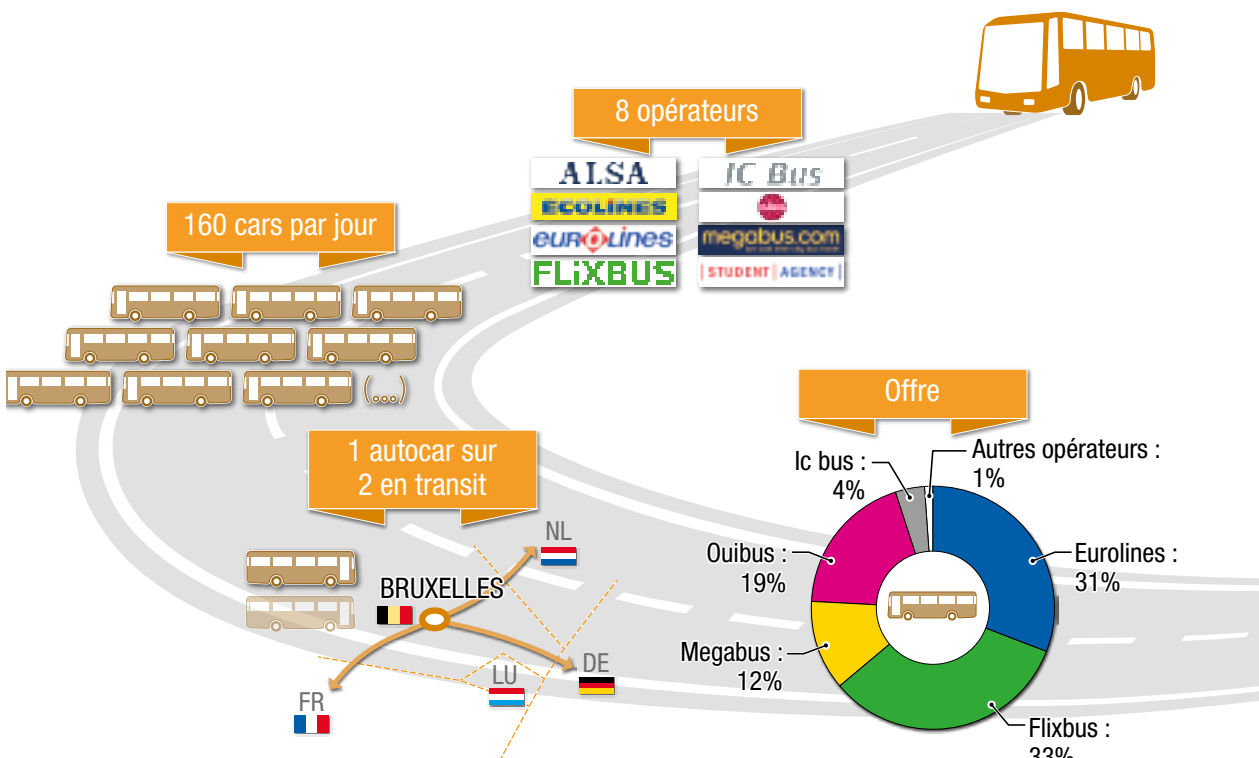 8 opérateurs
ALSA
IC Bus
ECOLINES
eurolines
megabus.com
FLiXBUS
STUDENT AGENCY
160 cars par jour
Offre
1 autocar sur
2 en transit
Ic bus :
4%
Autres opérateurs :
1%
NL
Ouibus :
19%
Eurolines :
31%
BRUXELLES
Megabus :
12%
LU
DE
FR
Flixbus :
33%